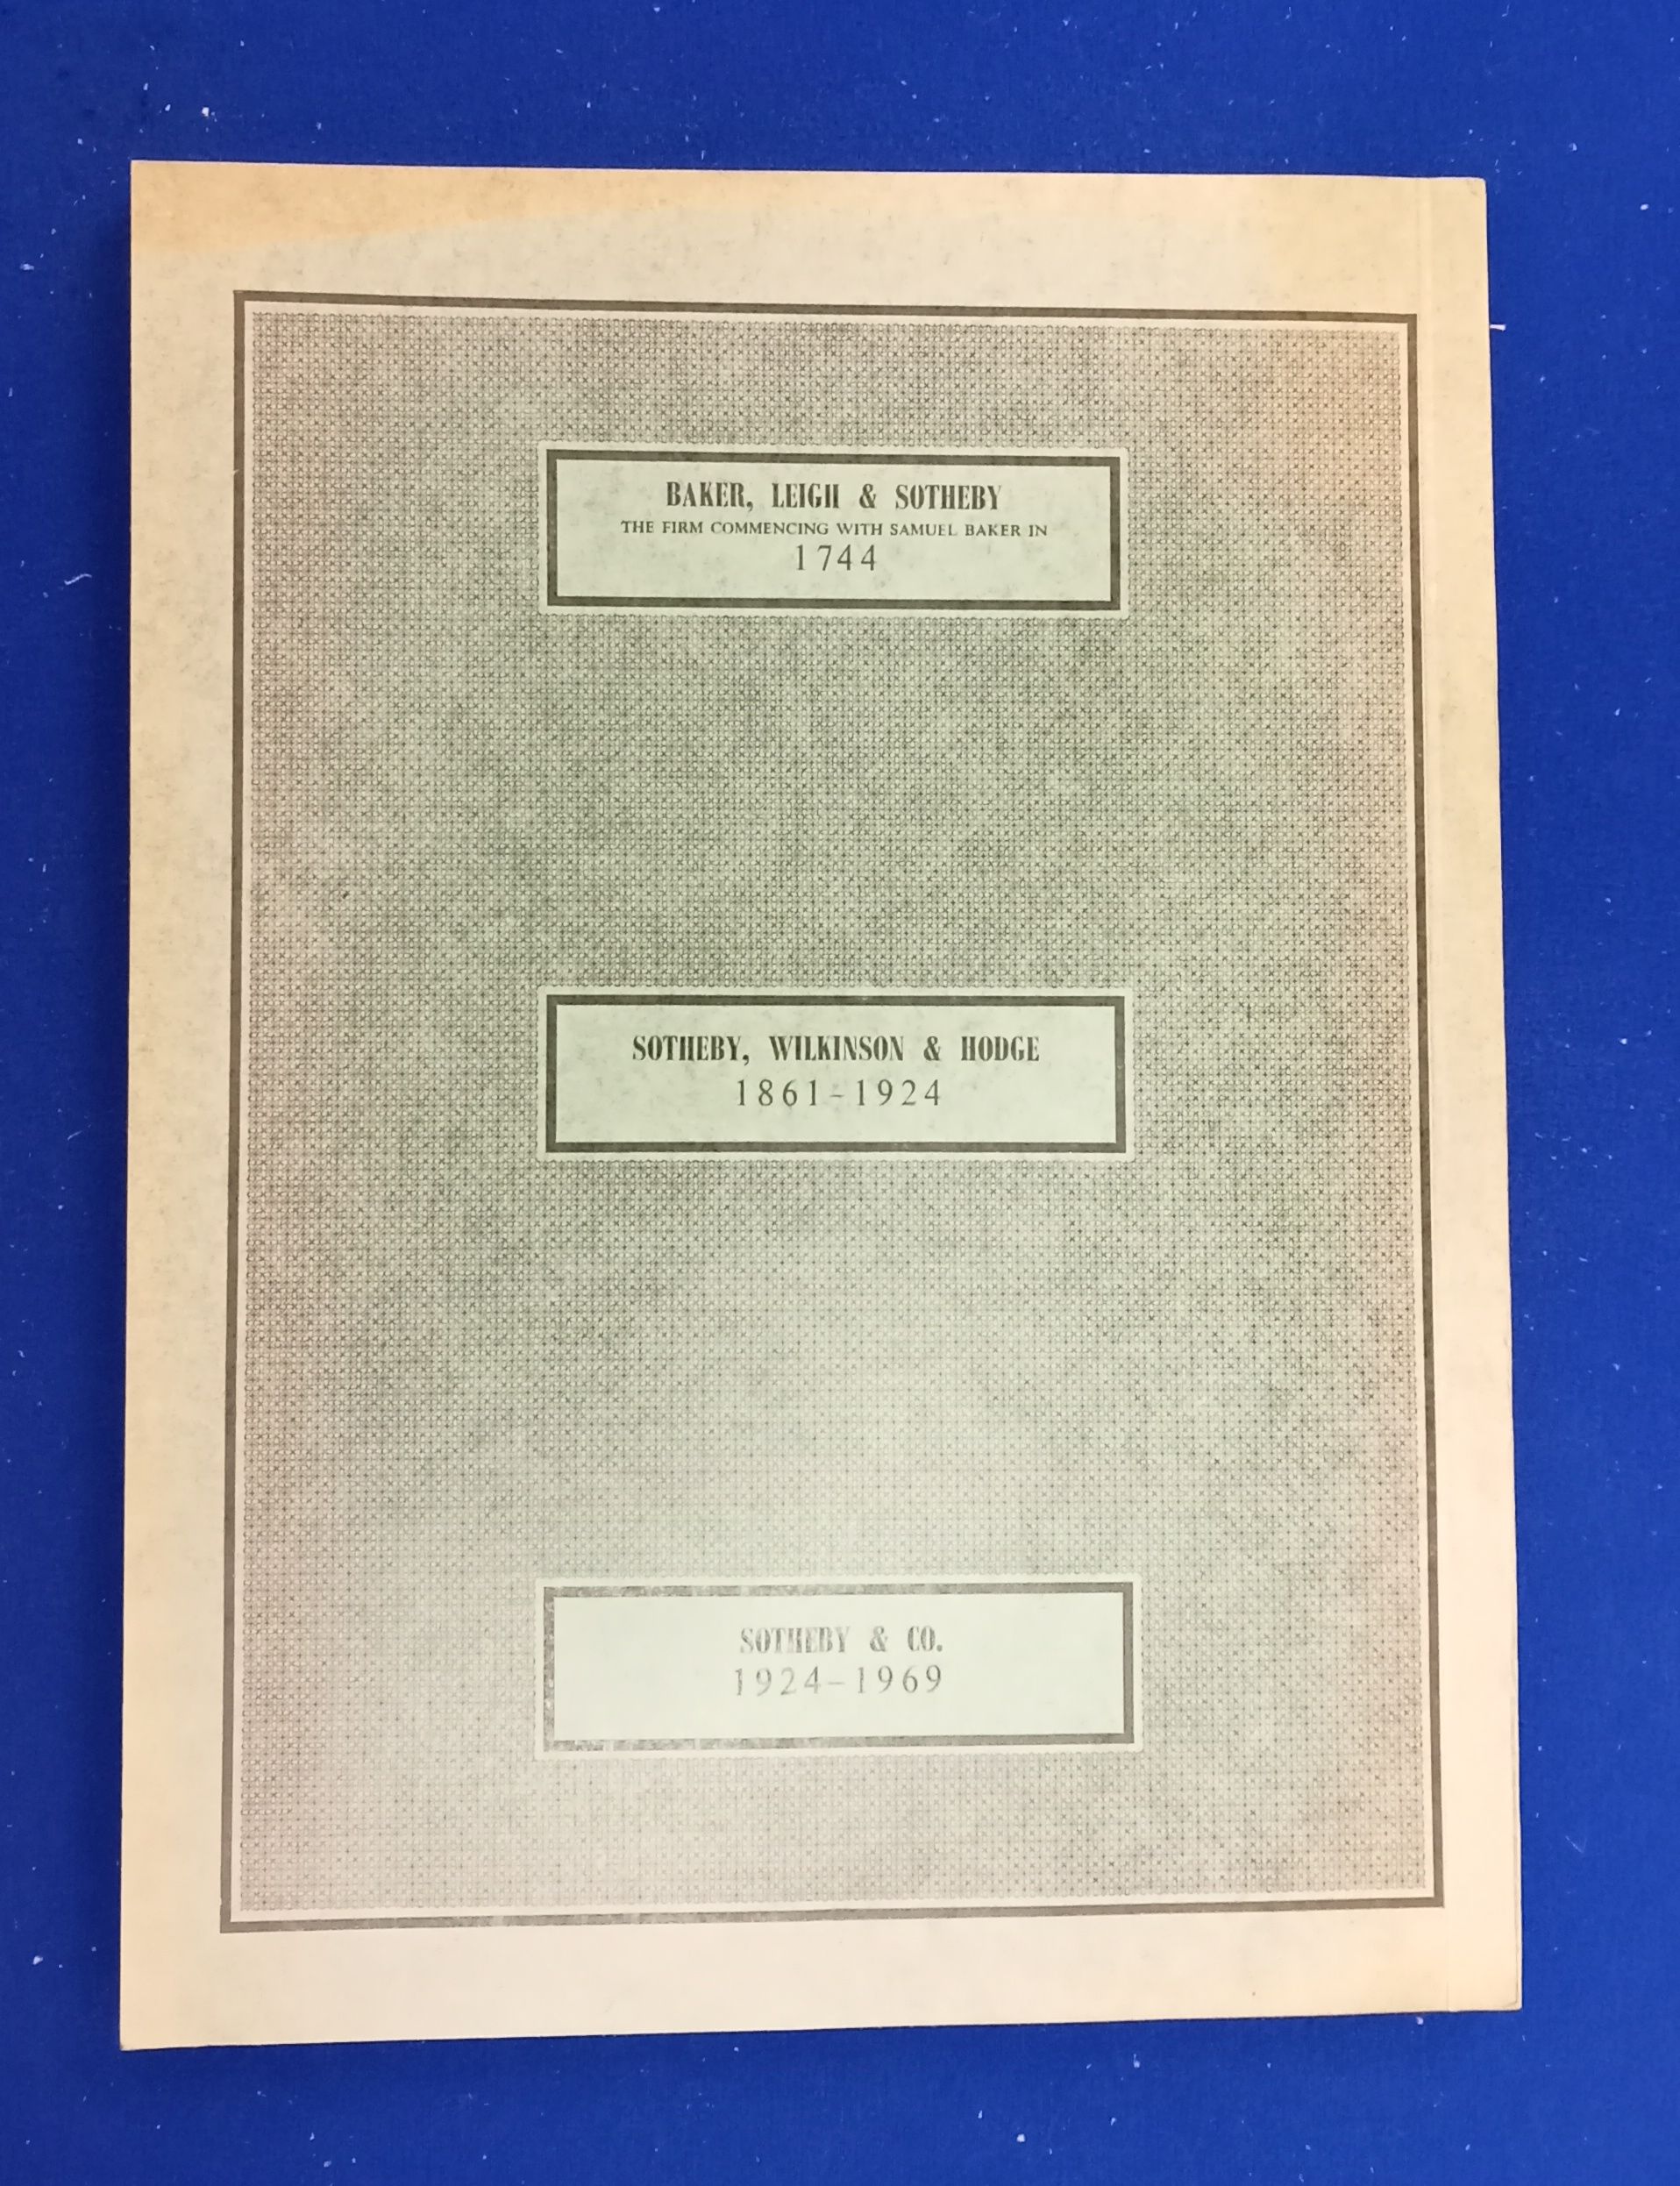 BAKER, LEIGH & SOTHEBY
THE FIRM COMMENCING WITH SAMUEL BAKER IN
1744
SOTHEBY, WILKINSON & HODGE
1861-1924
SOTHEBY & CO.
1924-1969